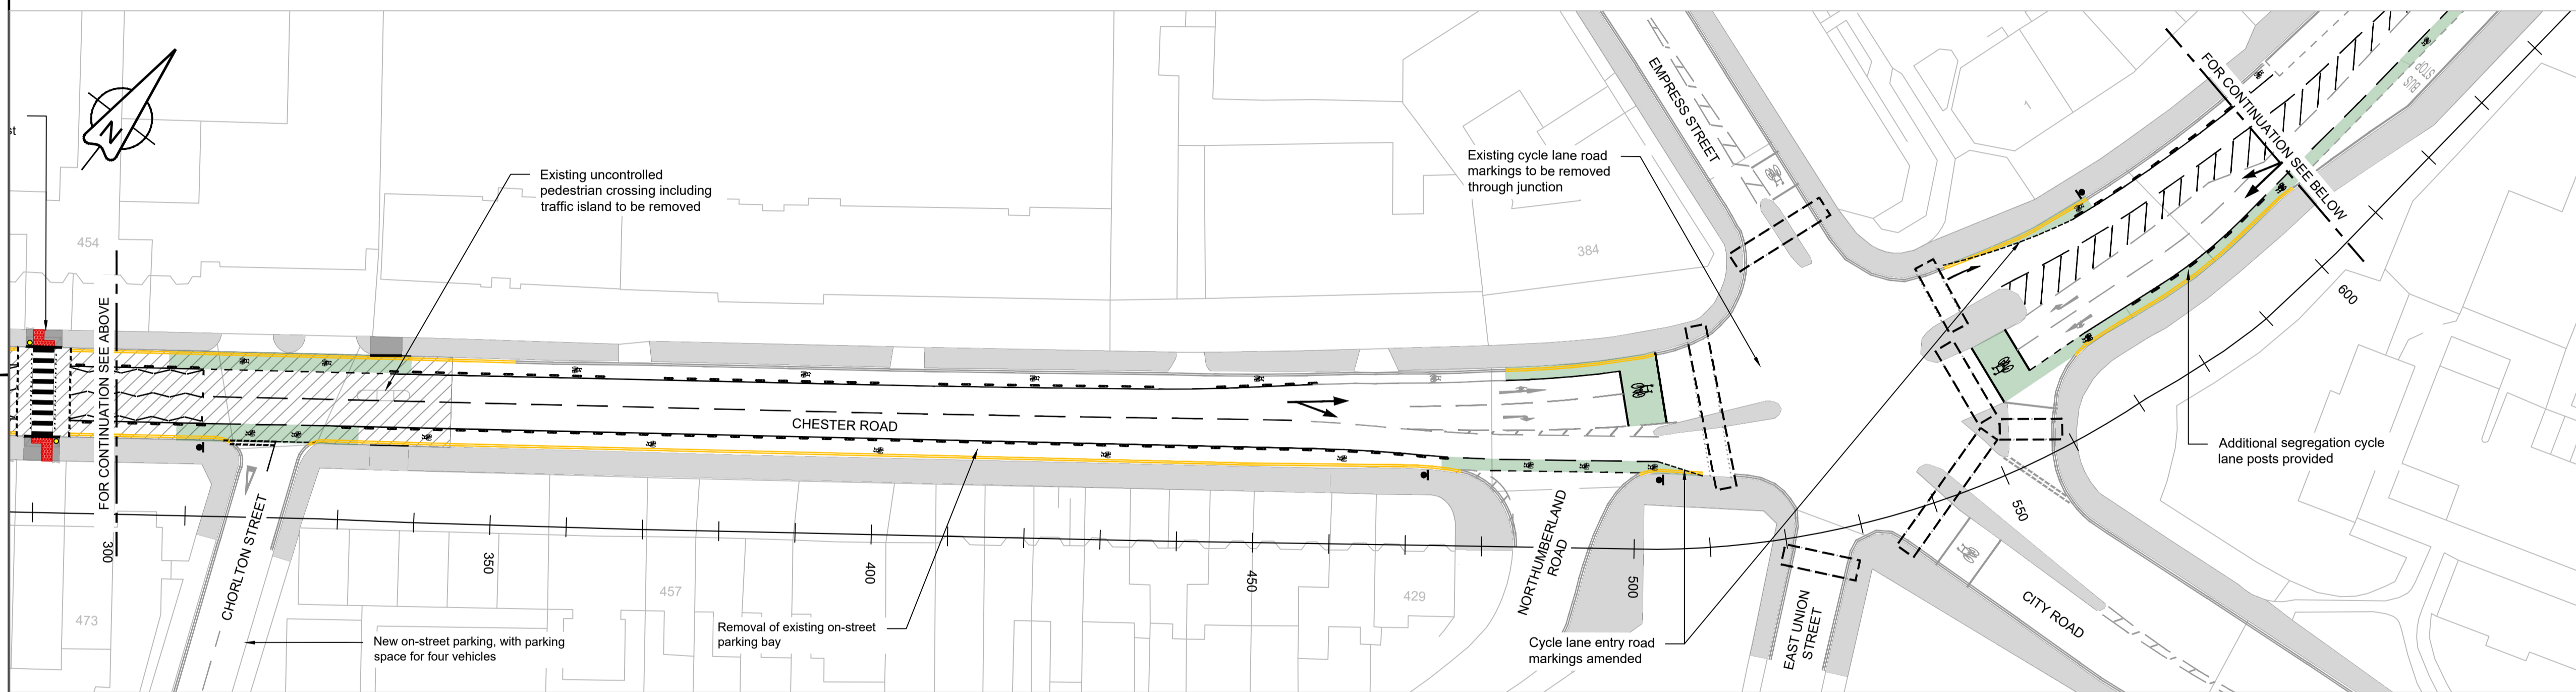 st
N
454
FOR CONTINUATION SEE ABOVE
300
473
CHORLTON STREET
Existing uncontrolled
pedestrian crossing including
traffic island to be removed
New on-street parking, with parking
space for four vehicles
350
457
CHESTER ROAD
400
Removal of existing on-street
parking bay
450
429
Existing cycle lane road
markings to be removed
through junction
384
EMPRESS STREET
NORTHUMBERLAND
ROAD
500
Cycle lane entry road
markings amended
EAST UNION
STREET
CITY ROAD
550
1
FOR CONTINUATION SEE BELOW
BUS
STOP
600
Additional segregation cycle
lane posts provided